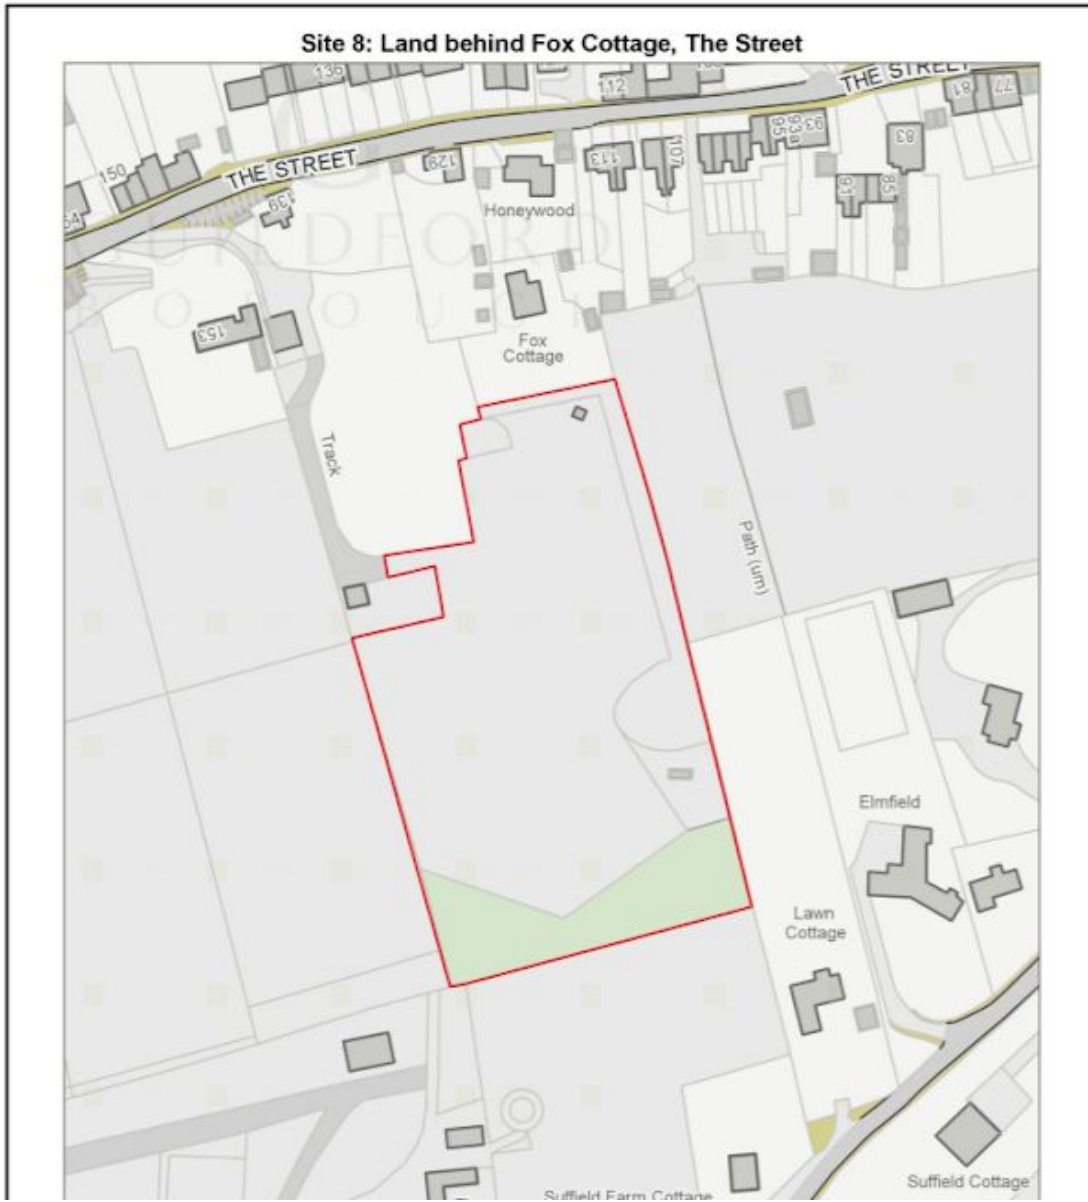 Site 8: Land behind Fox Cottage, The Street
THE STREET
136
112
77
81
150
THE STREET
129
113
107
95
93a
93
83
54
139
Honeywood
91
85
153
Fox
Cottage
Track
Path (um)
Elmfield
Lawn
Cottage
Suffield Farm Cottage
Suffield Cottage